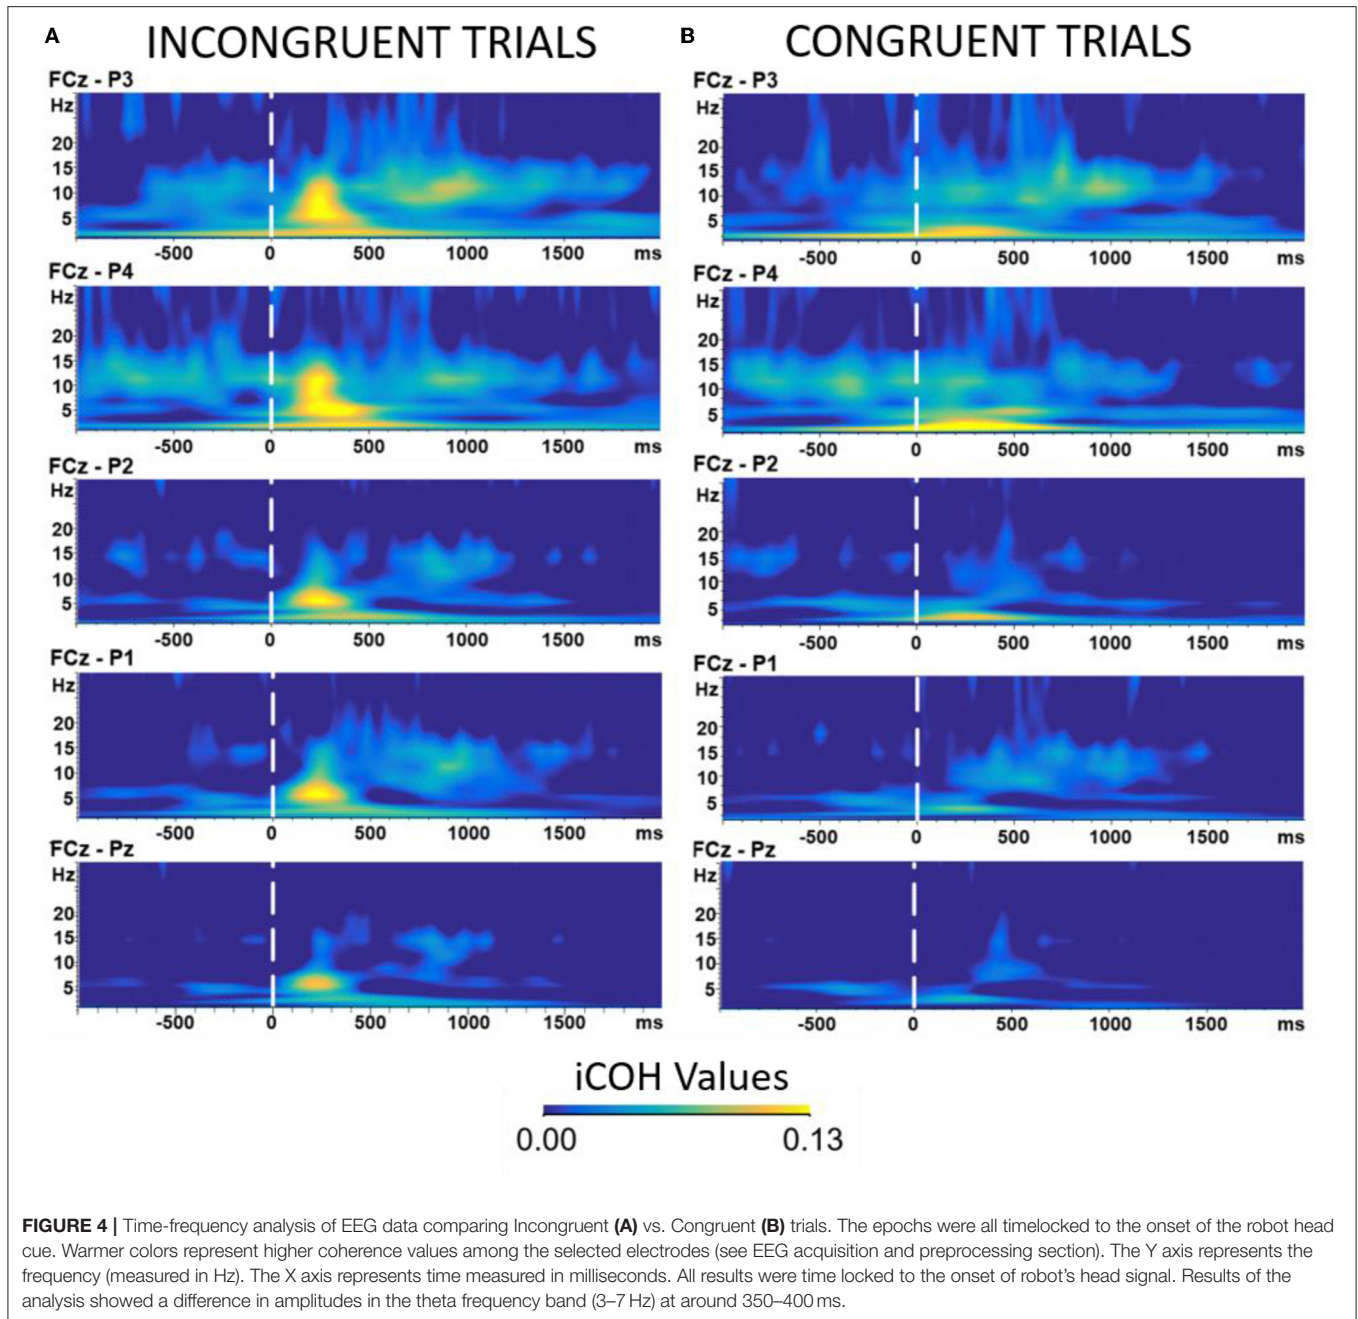 A
INCONGRUENT TRIALS
FCz - P3
Hz
20
15
10
5
-500 0 500 1000 1500 ms
FCz - P4
Hz
20
15
10
5
-500 0 500 1000 1500 ms
FCz - P2
Hz
20
15
10
5
-500 0 500 1000 1500 ms
FCz - P1
Hz
20
15
10
5
-500 0 500 1000 1500 ms
FCz - Pz
Hz
20
15
10
5
-500 0 500 1000 1500 ms
B
CONGRUENT TRIALS
FCz - P3
Hz
20
15
10
5
-500 0 500 1000 1500 ms
FCz - P4
Hz
20
15
10
5
-500 0 500 1000 1500 ms
FCz - P2
Hz
20
15
10
5
-500 0 500 1000 1500 ms
FCz - P1
Hz
20
15
10
5
-500 0 500 1000 1500 ms
FCz - Pz
Hz
20
15
10
5
-500 0 500 1000 1500 ms
iCOH Values
0.00 0.13
FIGURE 4 | Time-frequency analysis of EEG data comparing Incongruent (A) vs. Congruent (B) trials. The epochs were all timelocked to the onset of the robot head
cue. Warmer colors represent higher coherence values among the selected electrodes (see EEG acquisition and preprocessing section). The Y axis represents the
frequency (measured in Hz). The X axis represents time measured in milliseconds. All results were time locked to the onset of robot's head signal. Results of the
analysis showed a difference in amplitudes in the theta frequency band (3–7 Hz) at around 350–400 ms.